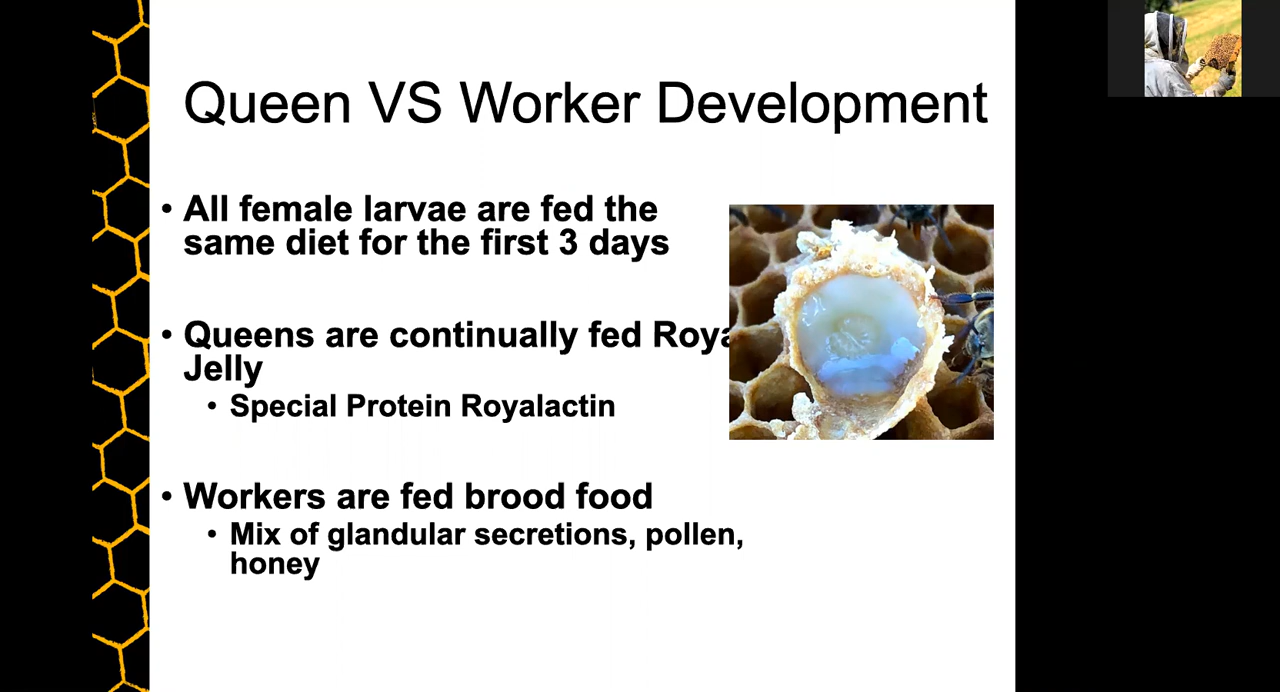 Queen VS Worker Development
• All female larvae are fed the
same diet for the first 3 days
• Queens are continually fed Roya
Jelly
• Special Protein Royalactin
• Workers are fed brood food
• Mix of glandular secretions, pollen,
honey